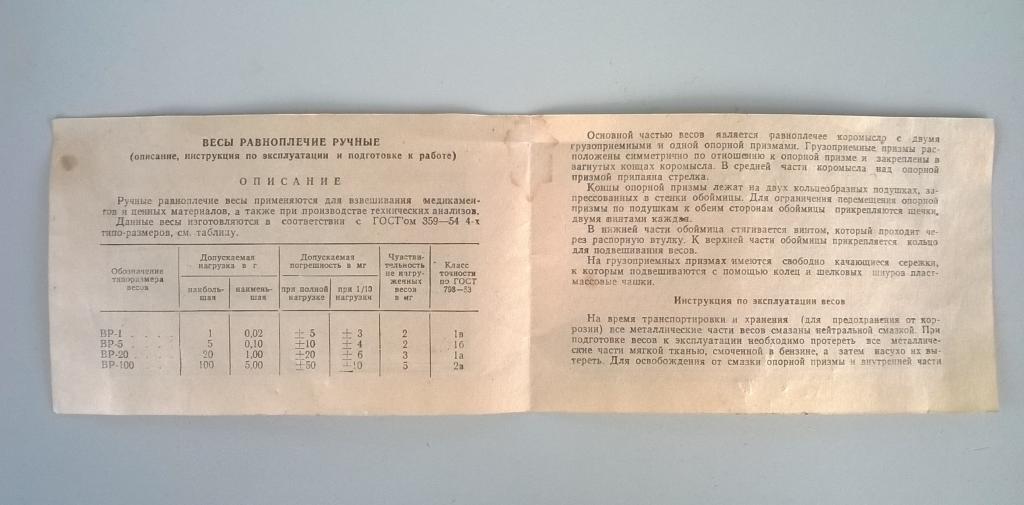 ВЕСЫ РАВНОПЛЕЧИЕ РУЧНЫЕ
(описание, инструкция по эксплуатации и подготовке к работе)
ОПИСАНИЕ
Ручные равноплечие весы применяются для взвешивания медикамен-
тов и ценных материалов, а также при производстве технических анализов.
Данные весы изготовляются в соответствии с ГОСТ'ом 359—54 4-х
типо-размеров, см. таблицу.
Обозначение типоразмера весов
Допускаемая нагрузка в г
Допускаемая погрешность в мг
Чувстви-тельность не нагру-женных весов в мг
Класс точности по ГОСТ 798—53
наиболь-шая
наимень-шая
при полной нагрузке
при 1/10 нагрузки
ВР-1 . . . . 1 0,02 ±5 ±3 2 1в
ВР-5 . . . . 5 0,10 ±10 ±4 2 1б
ВР-20 . . . . 20 1,00 ±20 ±6 3 1а
ВР-100 . . . 100 5,00 ±50 ±10 5 2в
Основной частью весов является равноплечее коромысло с двумя
грузоприемными и одной опорной призмами. Грузоприемные призмы рас-
положены симметрично по отношению к опорной призме и закреплены в
вагнутых концах коромысла. В средней части коромысла над опорной
призмой припаяна стрелка.
Концы опорной призмы лежат на двух кольцеобразных подушках, за-
прессованных в стенки обоймицы. Для ограничения перемещения опорной
призмы по подушкам к обеим сторонам обоймицы прикрепляются щечки,
двумя винтами каждая.
В нижней части обоймица стягивается винтом, который проходит че-
рез распорную втулку. К верхней части обоймицы прикрепляется кольцо
для подвешивания весов.
На грузоприемных призмах имеются свободно качающиеся сережки,
к которым подвешиваются с помощью колец и шелковых шнуров пласт-
массовые чашки.
Инструкция по эксплуатации весов
На время транспортировки и хранения (для предохранения от кор-
розии) все металлические части весов смазаны нейтральной смазкой. При
подготовке весов к эксплуатации необходимо протереть все металличе-
ские части мягкой тканью, смоченной в бензине, а затем насухо их вы-
тереть. Для освобождения от смазки опорной призмы и внутренней части